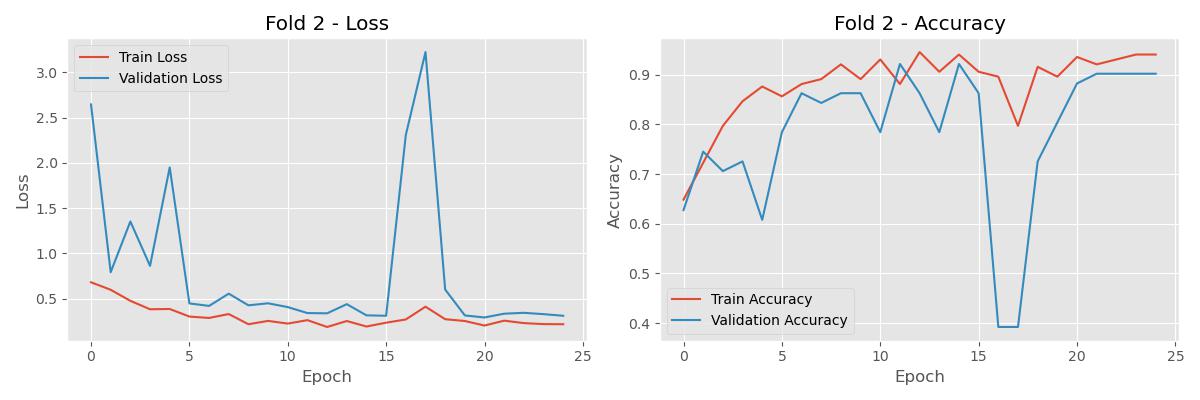 Fold 2 - Loss
Train Loss
Validation Loss
3.0
2.5
2.0
1.5
1.0
0.5
Loss
0 5 10 15 20 25
Epoch
Fold 2 - Accuracy
0.9
0.8
0.7
0.6
0.5
0.4
Accuracy
Train Accuracy
Validation Accuracy
0 5 10 15 20 25
Epoch